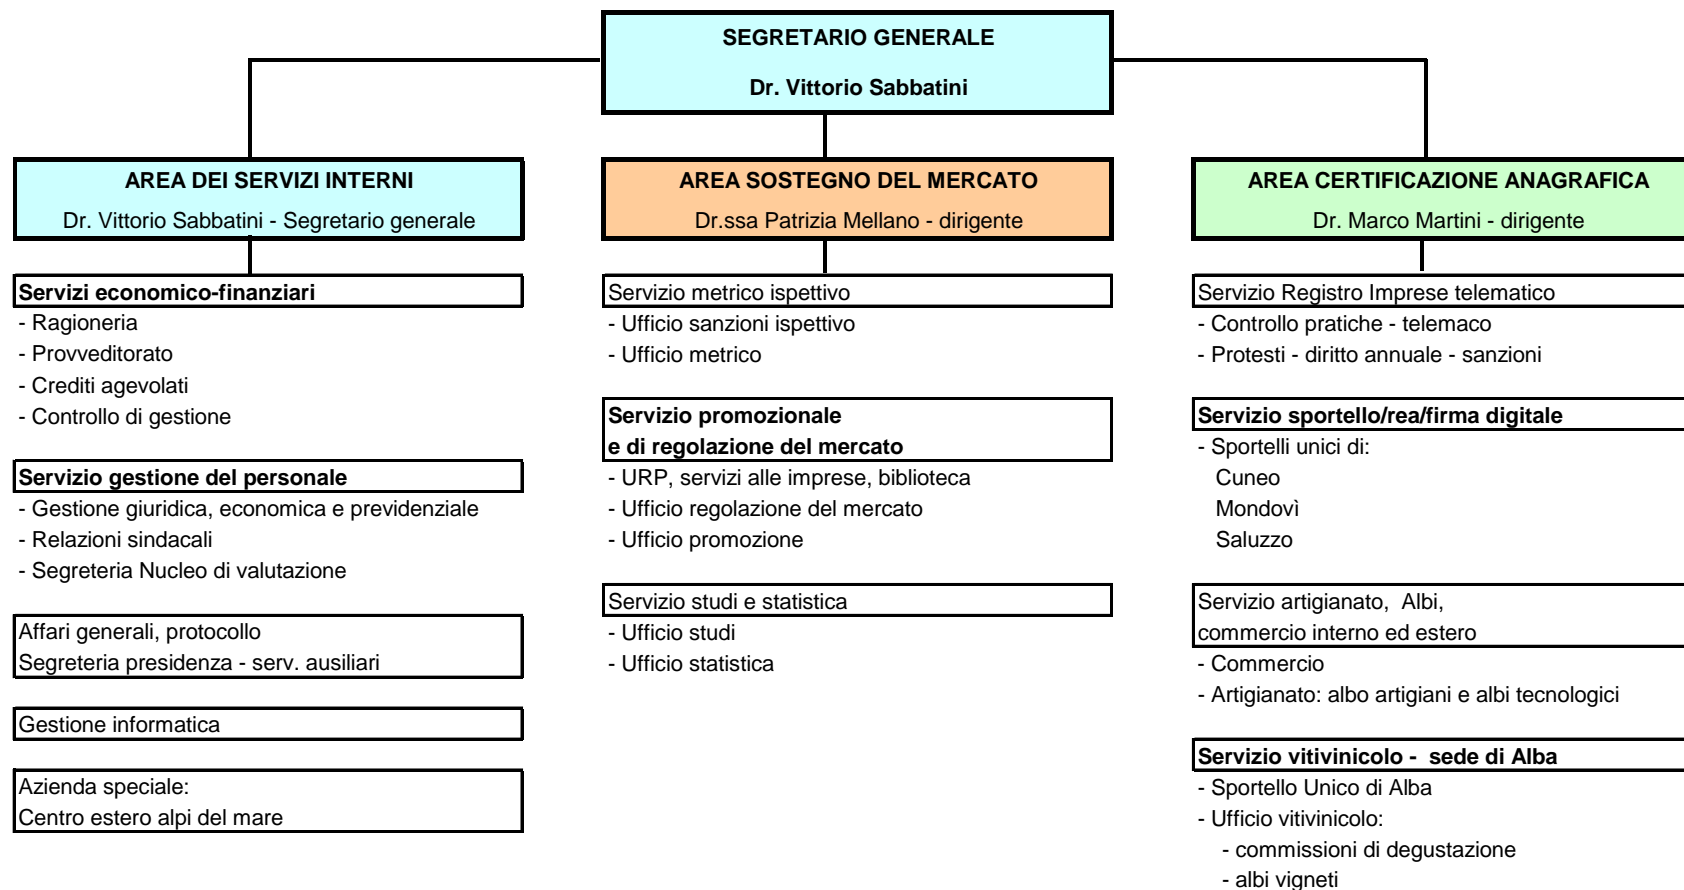 SEGRETARIO GENERALE
Dr. Vittorio Sabbatini
AREA DEI SERVIZI INTERNI
Dr. Vittorio Sabbatini - Segretario generale
Servizi economico-finanziari
- Ragioneria
- Provveditorato
- Crediti agevolati
- Controllo di gestione
Servizio gestione del personale
- Gestione giuridica, economica e previdenziale
- Relazioni sindacali
- Segreteria Nucleo di valutazione
Affari generali, protocollo
Segreteria presidenza - serv. ausiliari
Gestione informatica
Azienda speciale:
Centro estero alpi del mare
AREA SOSTEGNO DEL MERCATO
Dr.ssa Patrizia Mellano - dirigente
Servizio metrico ispettivo
- Ufficio sanzioni ispettivo
- Ufficio metrico
Servizio promozionale
e di regolazione del mercato
- URP, servizi alle imprese, biblioteca
- Ufficio regolazione del mercato
- Ufficio promozione
Servizio studi e statistica
- Ufficio studi
- Ufficio statistica
AREA CERTIFICAZIONE ANAGRAFICA
Dr. Marco Martini - dirigente
Servizio Registro Imprese telematico
- Controllo pratiche - telemaco
- Protesti - diritto annuale - sanzioni
Servizio sportello/rea/firma digitale
- Sportelli unici di:
Cuneo
Mondovì
Saluzzo
Servizio artigianato, Albi,
commercio interno ed estero
- Commercio
- Artigianato: albo artigiani e albi tecnologici
Servizio vitivinicolo - sede di Alba
- Sportello Unico di Alba
- Ufficio vitivinicolo:
- commissioni di degustazione
- albi vigneti